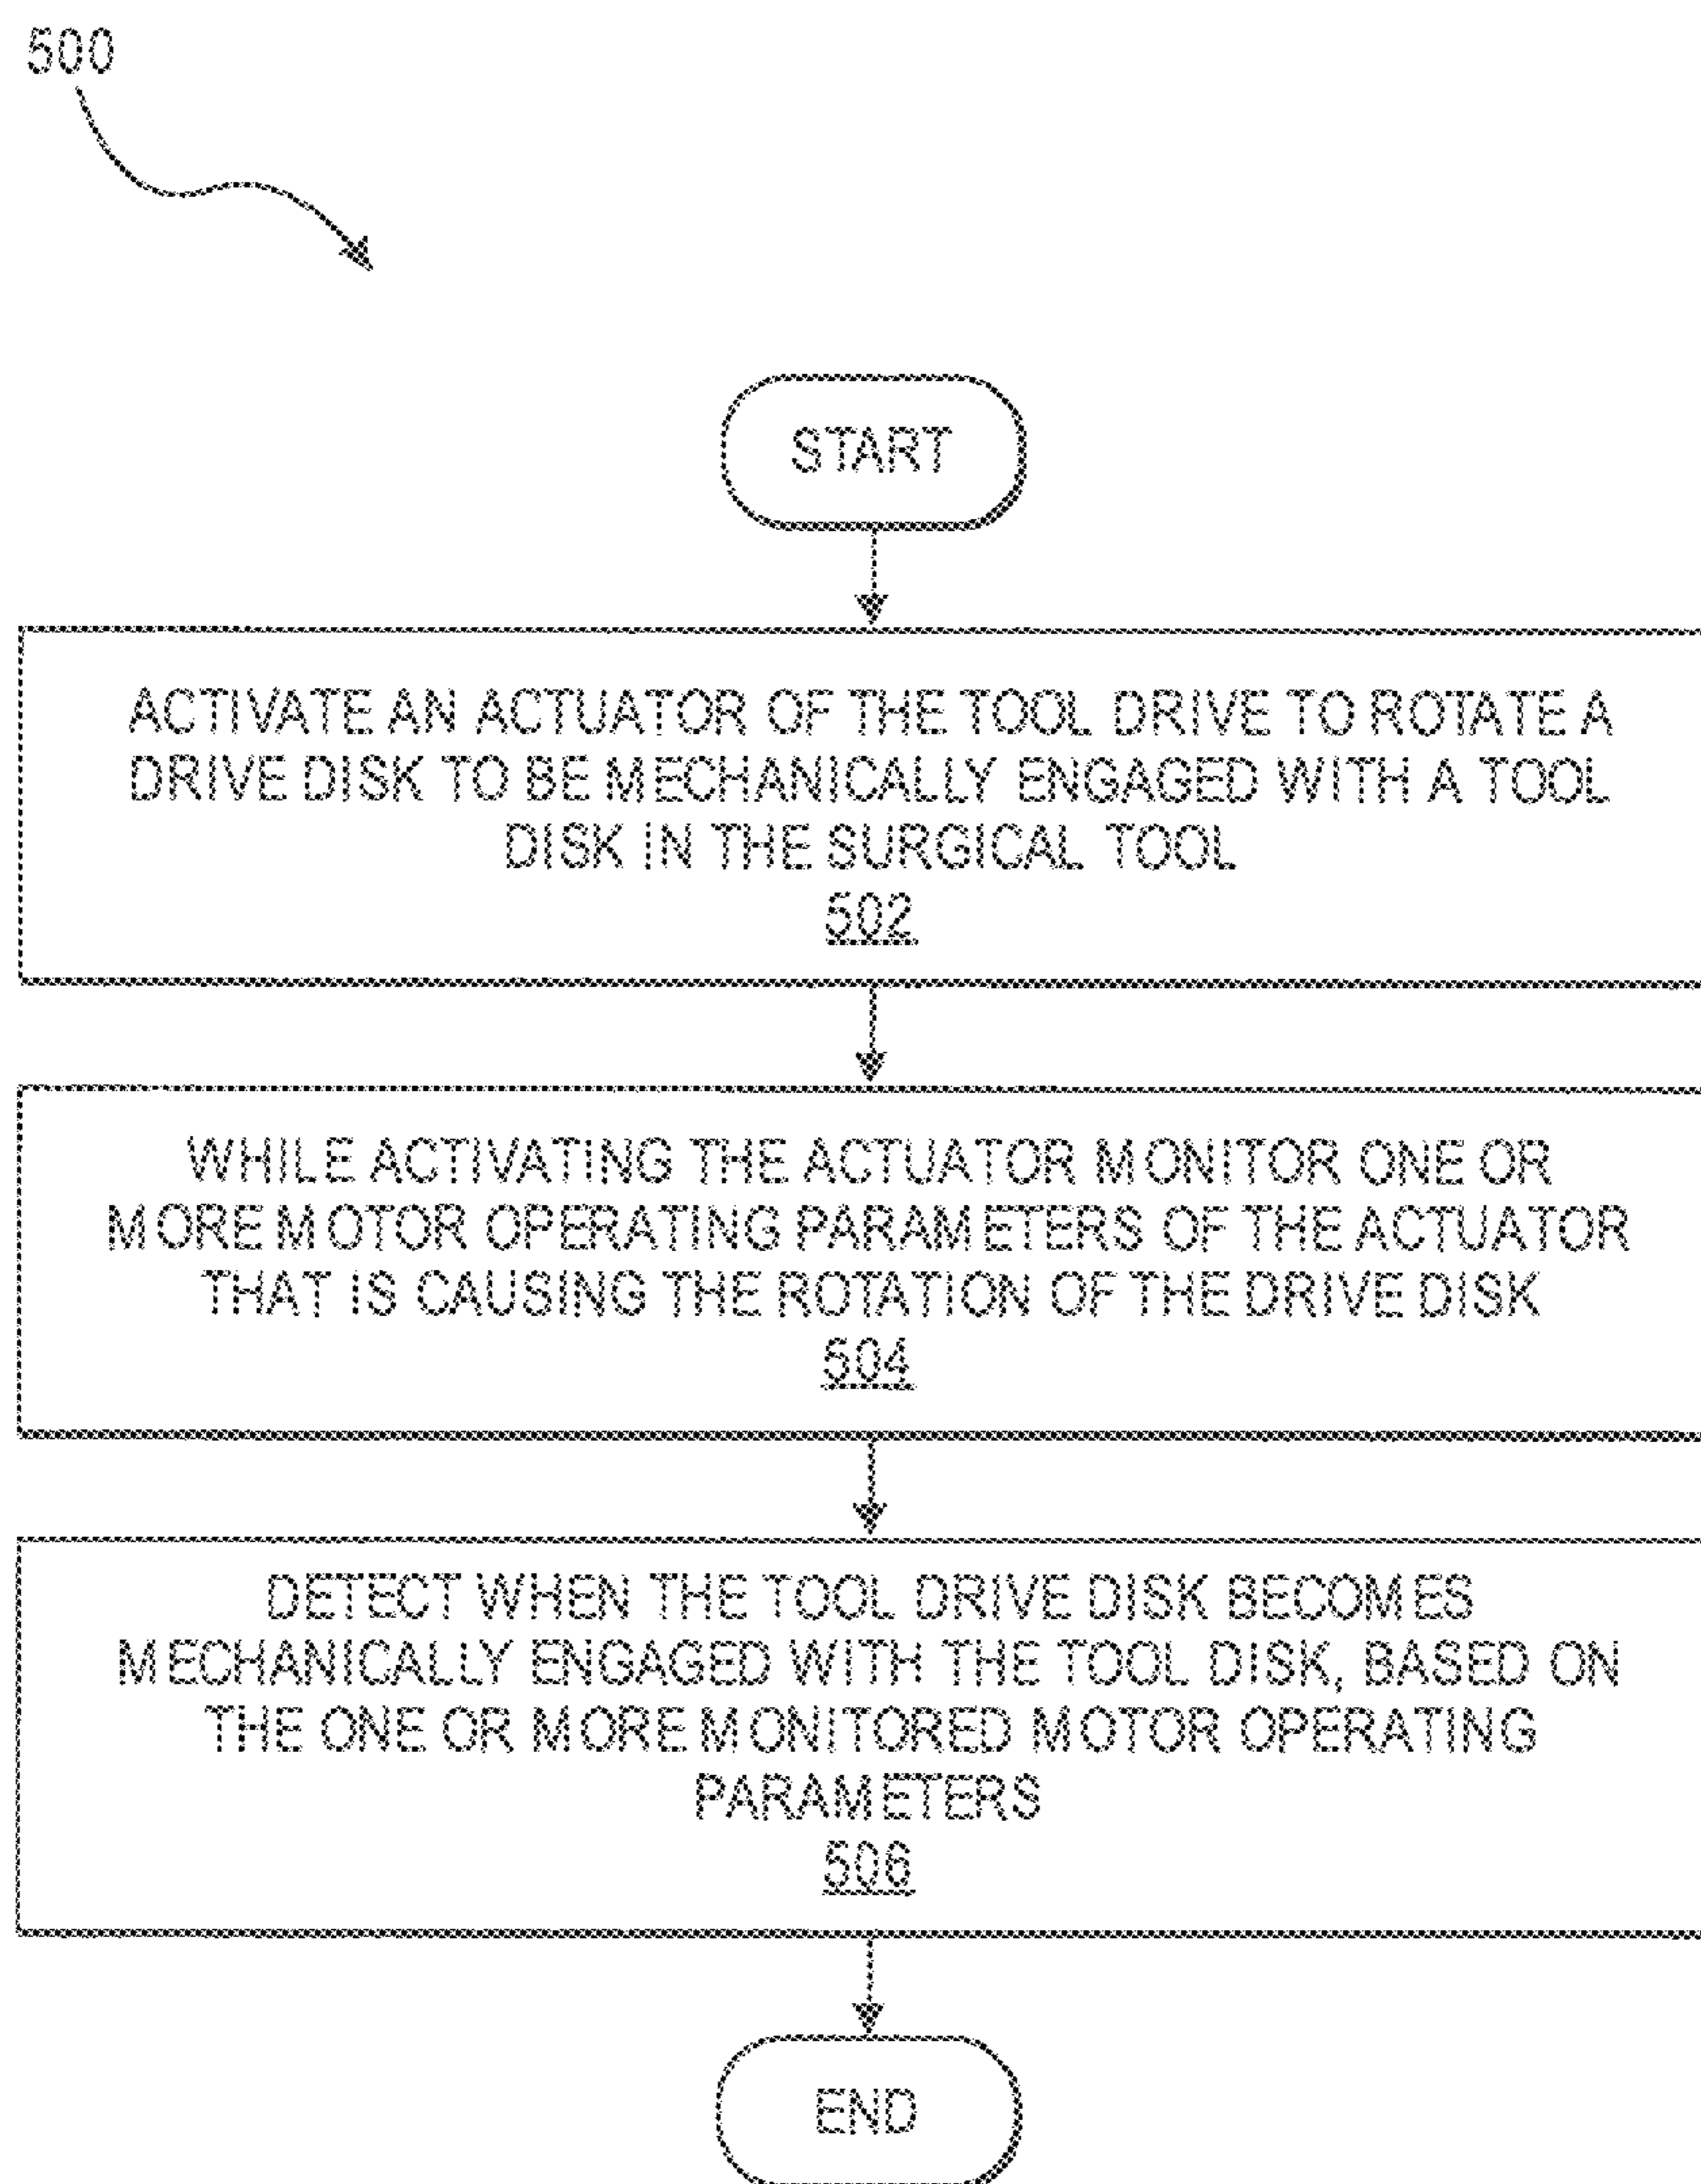 500
START
ACTIVATE AN ACTUATOR OF THE TOOL DRIVE TO ROTATE A
DRIVE DISK TO BE MECHANICALLY ENGAGED WITH A TOOL
DISK IN THE SURGICAL TOOL
502
WHILE ACTIVATING THE ACTUATOR MONITOR ONE OR
MORE MOTOR OPERATING PARAMETERS OF THE ACTUATOR
THAT IS CAUSING THE ROTATION OF THE DRIVE DISK
504
DETECT WHEN THE TOOL DRIVE DISK BECOMES
MECHANICALLY ENGAGED WITH THE TOOL DISK, BASED ON
THE ONE OR MORE MONITORED MOTOR OPERATING
PARAMETERS
506
END